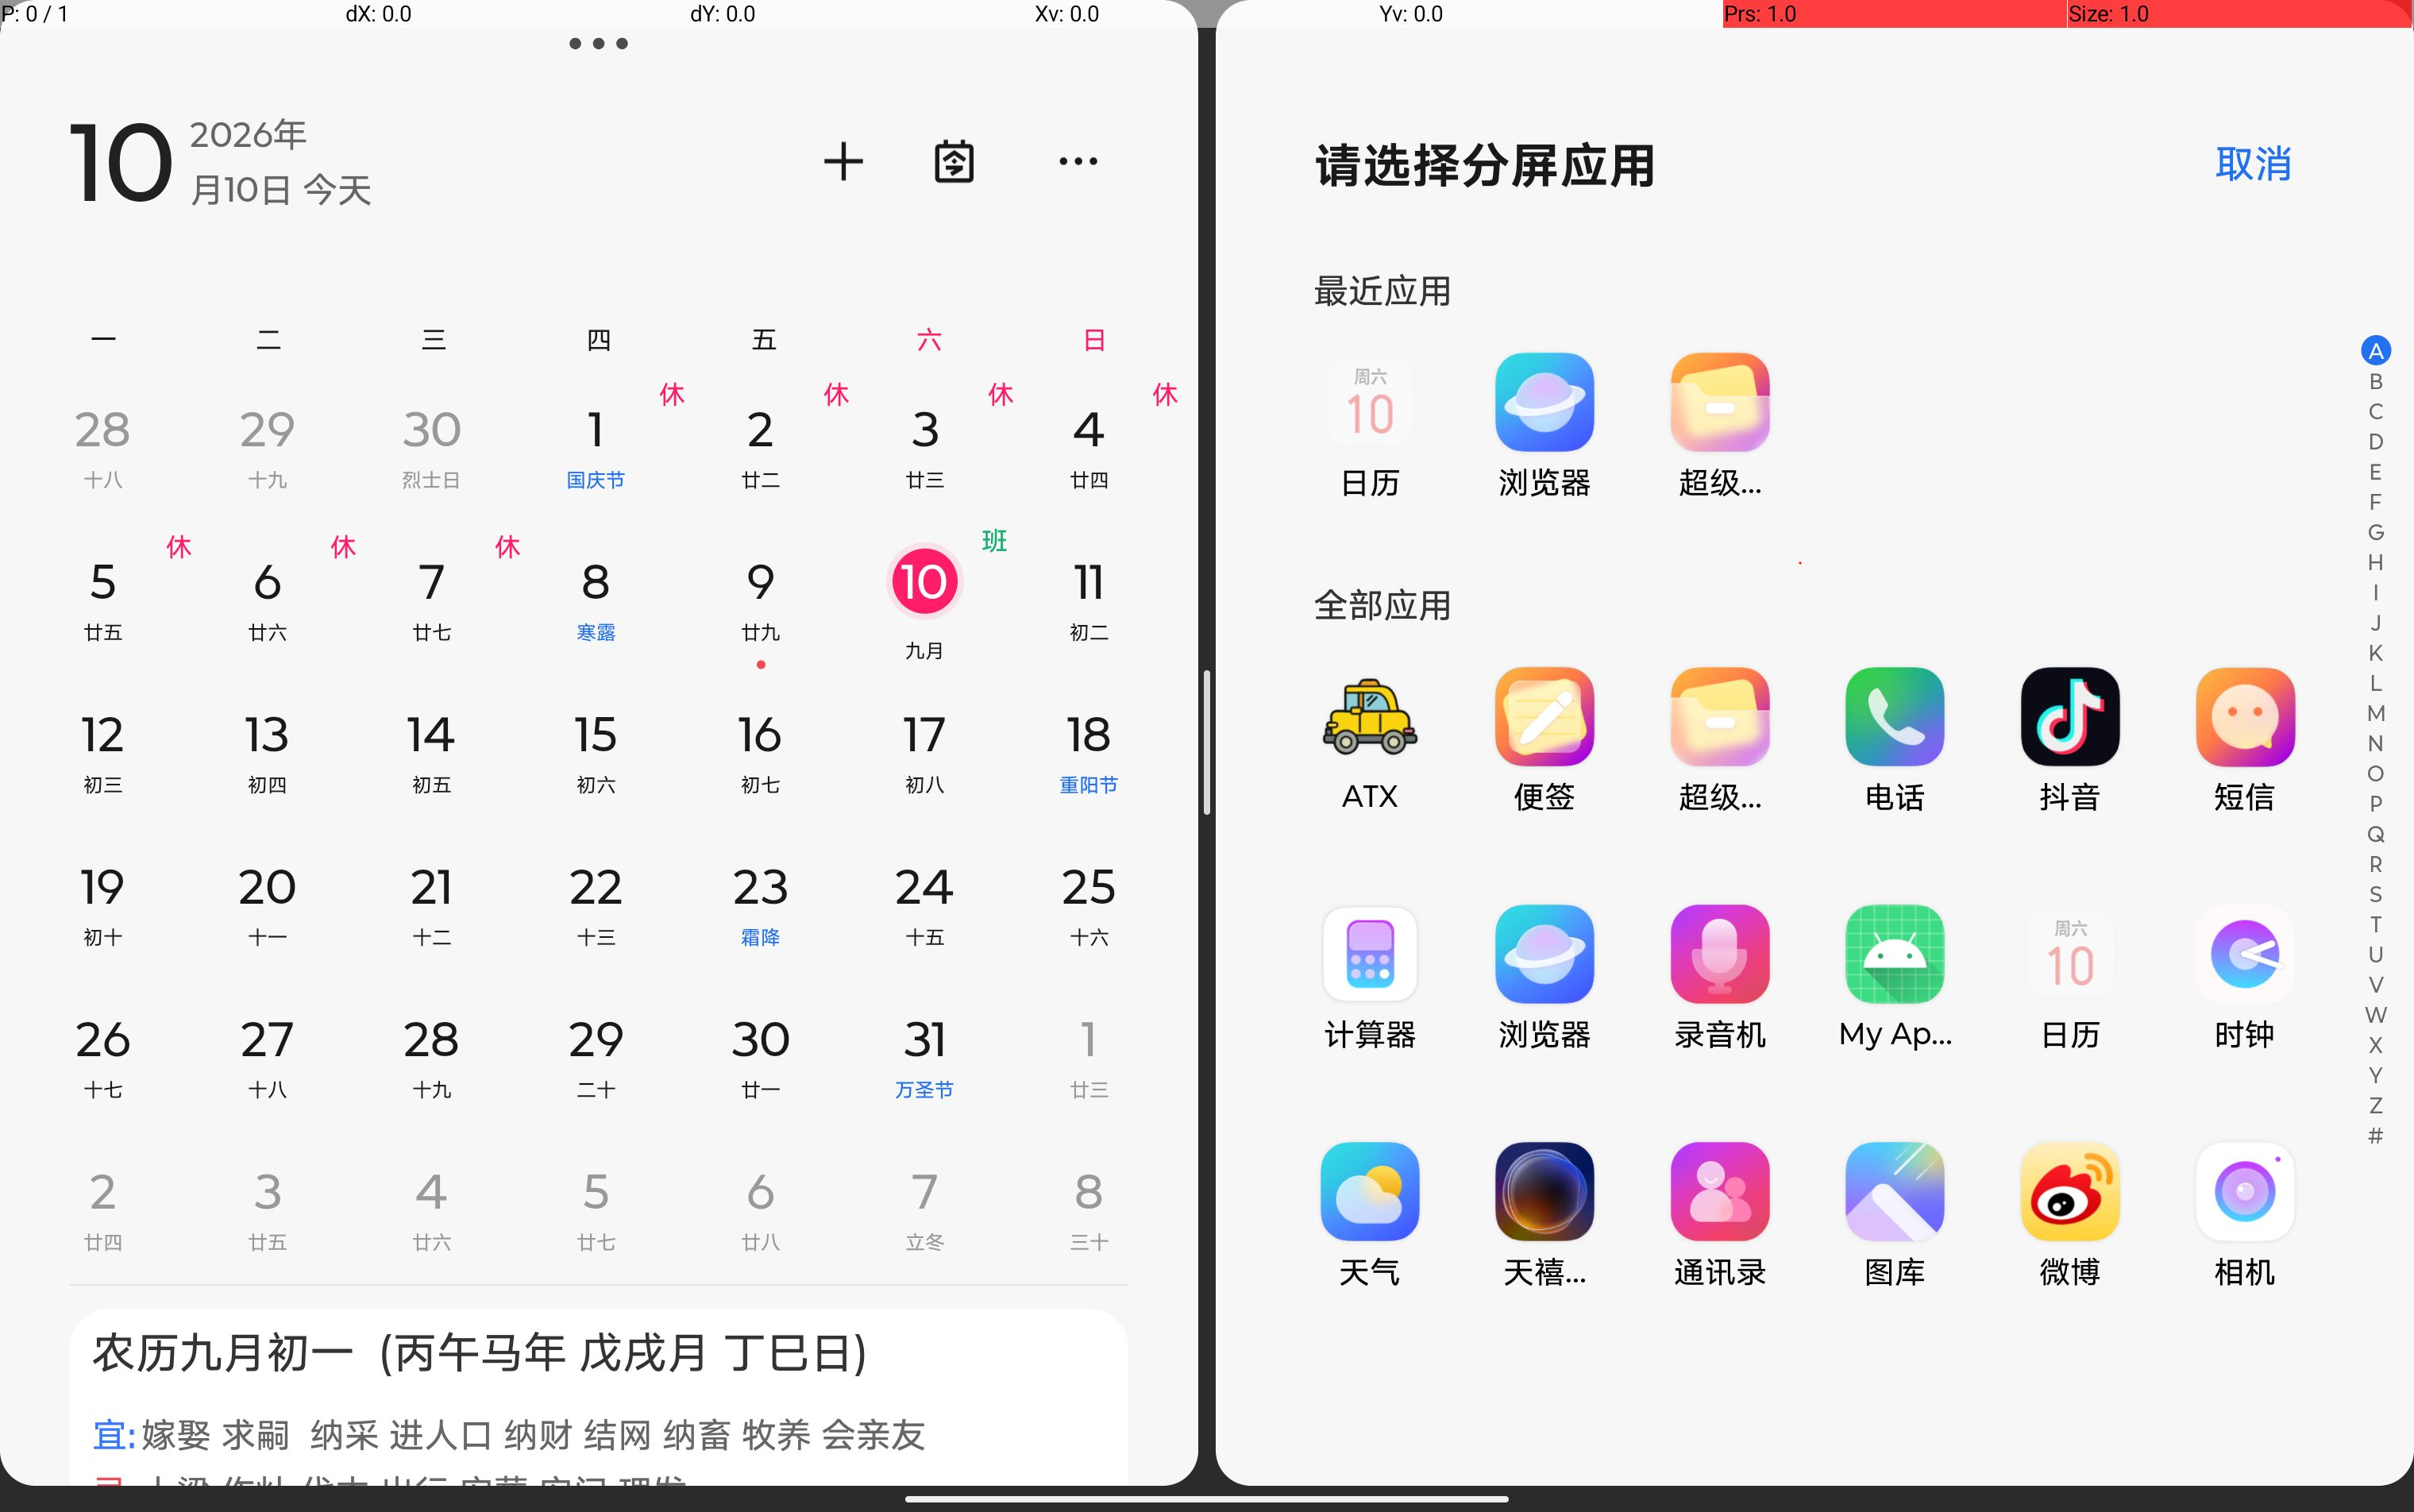 P: 0 / 1 dX: 0.0 dY: 0.0 Xv: 0.0 Yv: 0.0 Prs: 1.0 Size: 1.0
10 2026年
月10日 今天
今
一 二 三 四 五 六 日
休 休 休 休
28 29 30 1 2 3 4
十八 十九 烈士日 国庆节 廿二 廿三 廿四
休 休 休 班
5 6 7 8 9 10 11
廿五 廿六 廿七 寒露 廿九 九月 初二
12 13 14 15 16 17 18
初三 初四 初五 初六 初七 初八 重阳节
19 20 21 22 23 24 25
初十 十一 十二 十三 霜降 十五 十六
26 27 28 29 30 31 1
十七 十八 十九 二十 廿一 万圣节 廿三
2 3 4 5 6 7 8
廿四 廿五 廿六 廿七 廿八 立冬 三十
农历九月初一 (丙午马年 戊戌月 丁巳日)
宜: 嫁娶 求嗣 纳采 进人口 纳财 结网 纳畜 牧养 会亲友
请选择分屏应用 取消
最近应用
周六
10
日历 浏览器 超级...
全部应用
ATX 便签 超级... 电话 抖音 短信
周六
10
计算器 浏览器 录音机 My Ap... 日历 时钟
天气 天禧... 通讯录 图库 微博 相机
A
B
C
D
E
F
G
H
I
J
K
L
M
N
O
P
Q
R
S
T
U
V
W
X
Y
Z
#